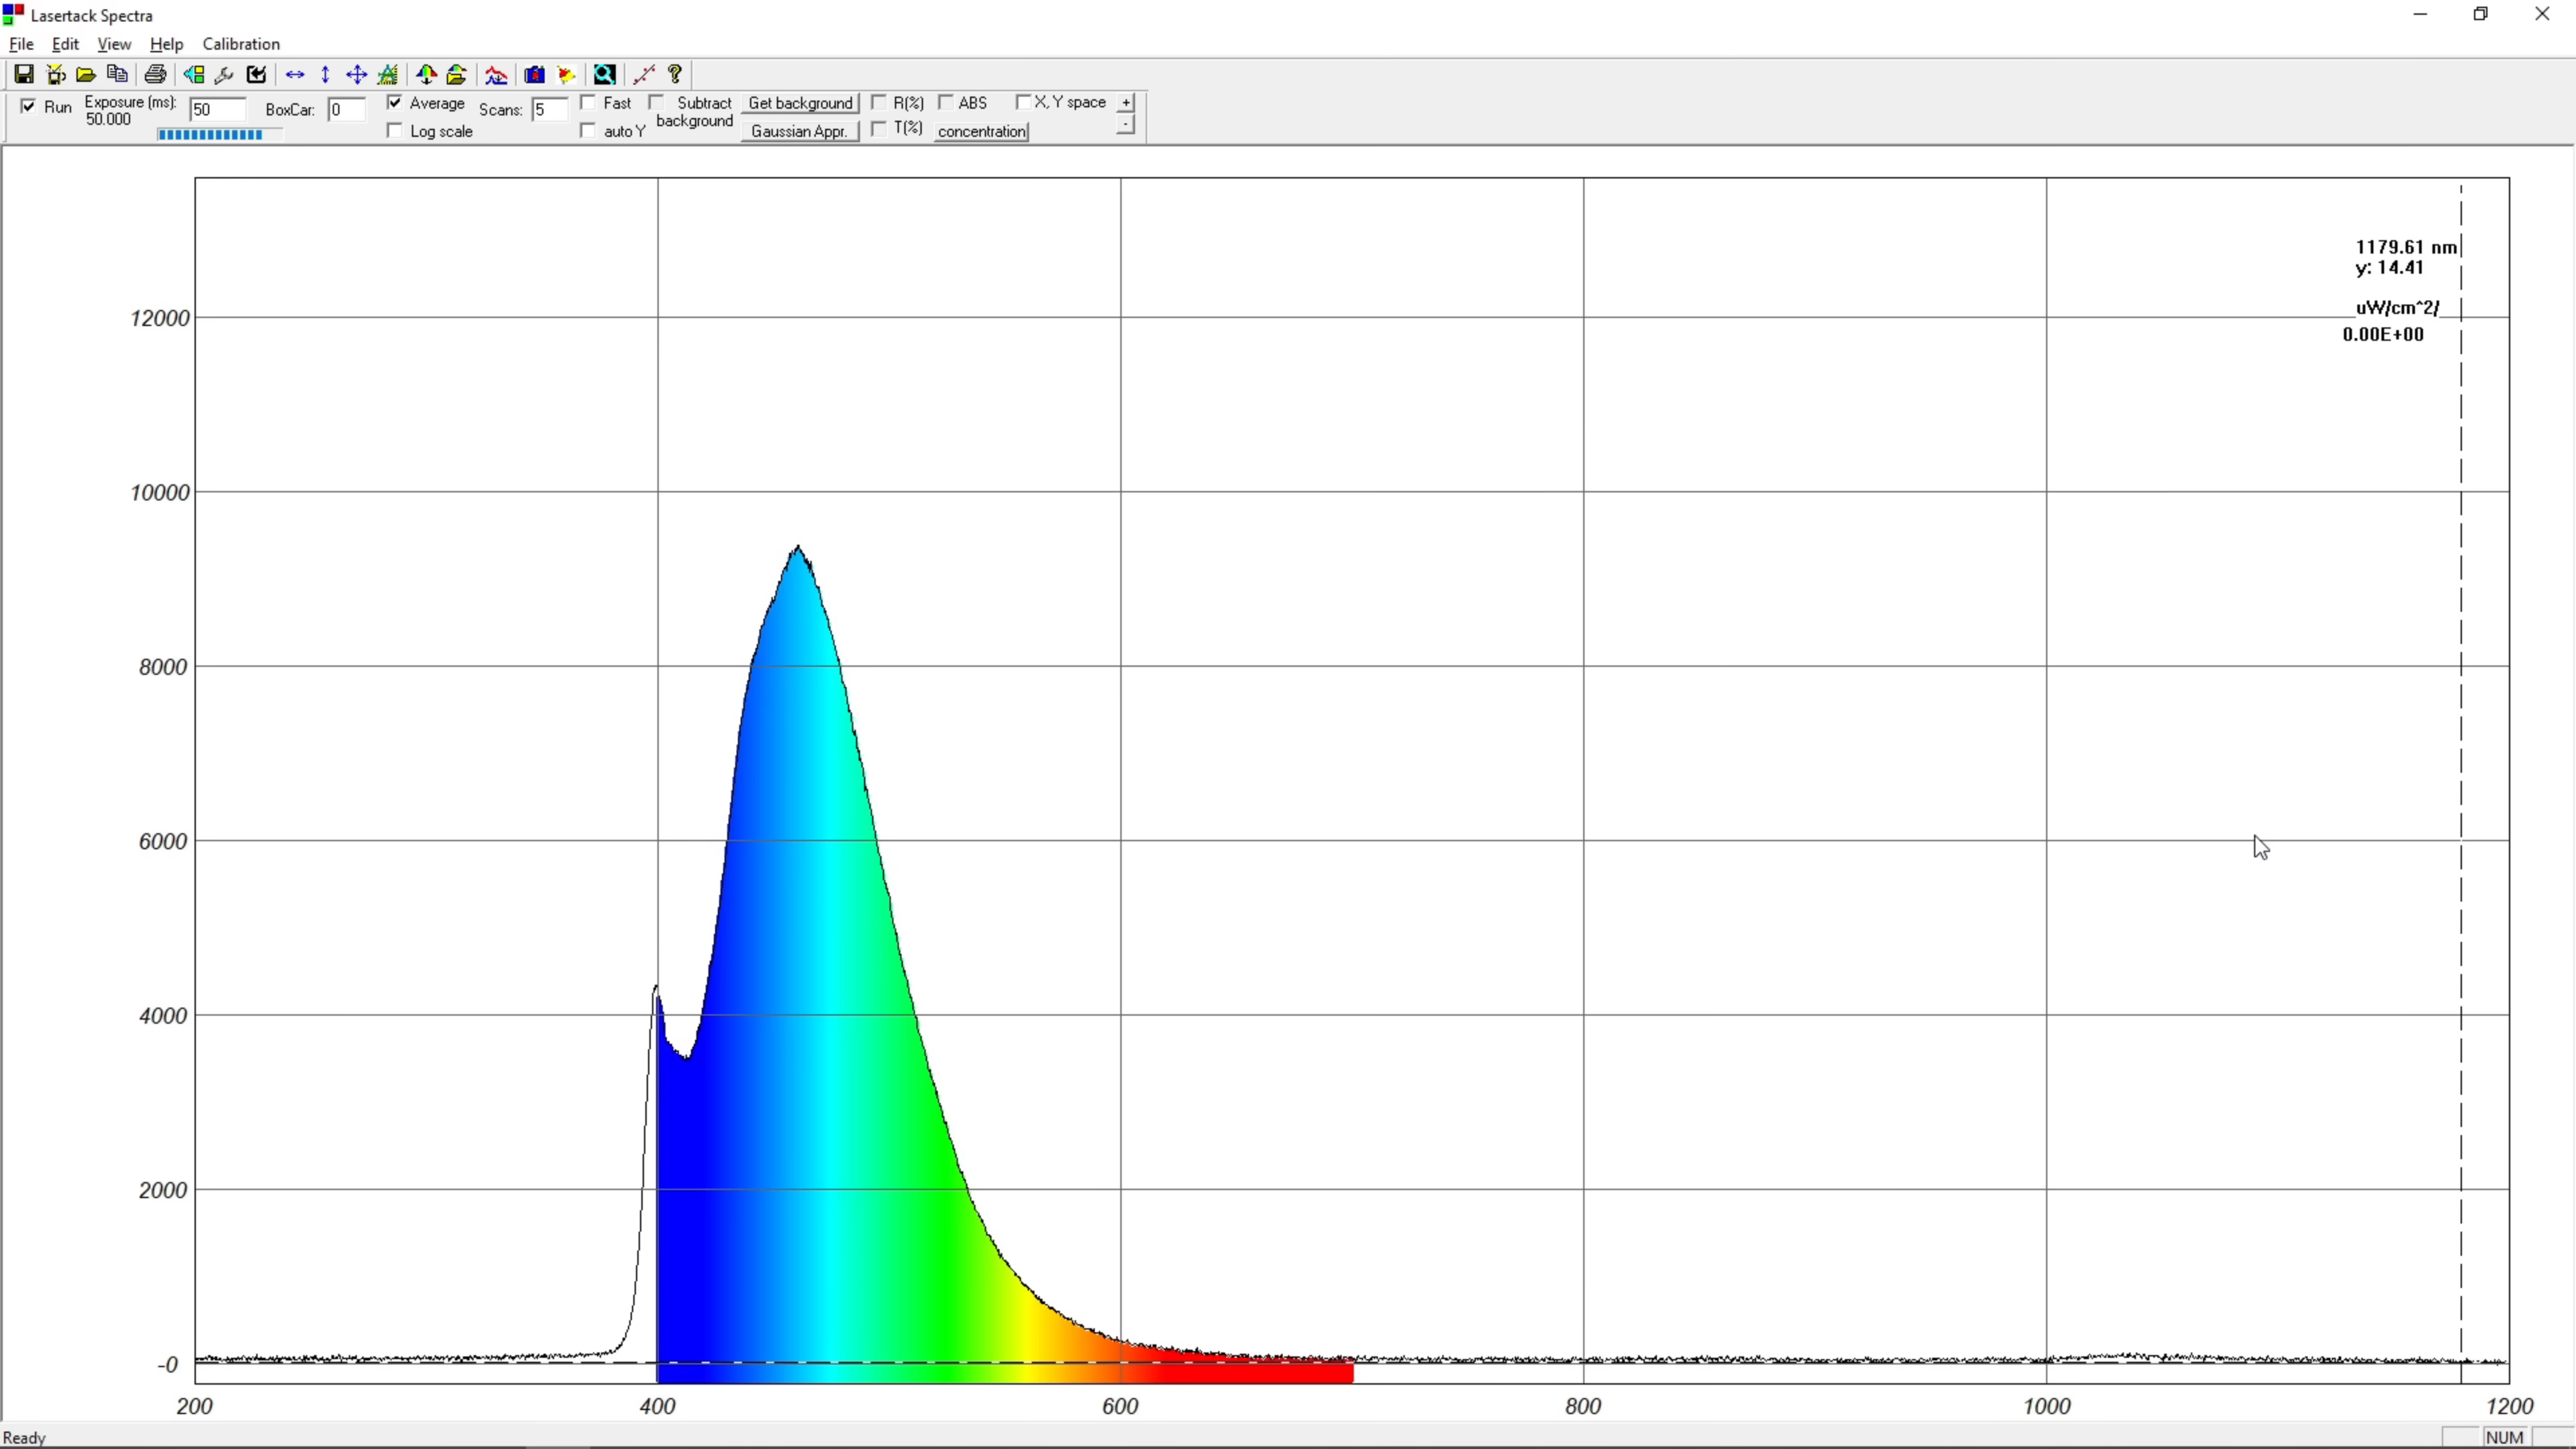 Lasertack Spectra
File Edit View Help Calibration
Run Exposure (ms): 50 BoxCar: 0 Average Scans: 5 Fast Subtract Get background R(%) ABS X, Y space +
50.000 Log scale auto Y background Gaussian Appr. T(%) concentration -
1179.61 nm
y: 14.41
uW/cm^2/
0.00E+00
12000
10000
8000
6000
4000
2000
-0
200 400 600 800 1000 1200
Ready NUM